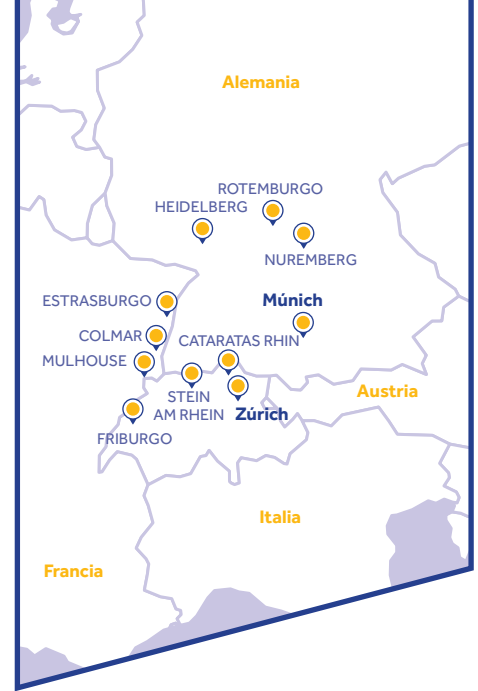 Alemania
ROTEMBURGO
HEIDELBERG
NUREMBERG
ESTRASBURGO
Múnich
COLMAR
CATARATAS RHIN
MULHOUSE
STEIN
AM RHEIN
Zúrich
Austria
FRIBURGO
Italia
Francia